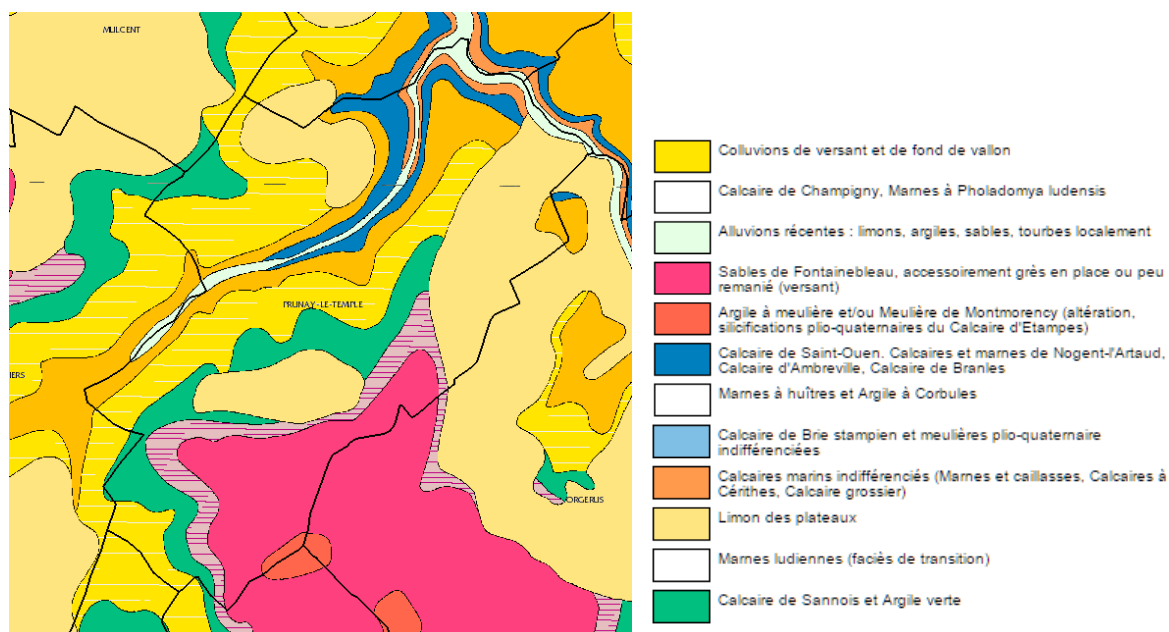 MULCENT
PRUNAY-LE-TEMPLE
IERS
ORGERUS
Colluvions de versant et de fond de vallon
Calcaire de Champigny, Marnes à Pholadomya ludensis
Alluvions récentes : limons, argiles, sables, tourbes localement
Sables de Fontainebleau, accessoirement grès en place ou peu
remanié (versant)
Argile à meulière et/ou Meulière de Montmorency (altération,
silicifications plio-quaternaires du Calcaire d'Etampes)
Calcaire de Saint-Ouen. Calcaires et marnes de Nogent-l'Artaud,
Calcaire d'Ambreville, Calcaire de Branles
Marnes à huîtres et Argile à Corbules
Calcaire de Brie stampien et meulières plio-quaternaire
indifférenciées
Calcaires marins indifférenciés (Marnes et caillasses, Calcaires à
Cérithes, Calcaire grossier)
Limon des plateaux
Marnes ludiennes (faciès de transition)
Calcaire de Sannois et Argile verte